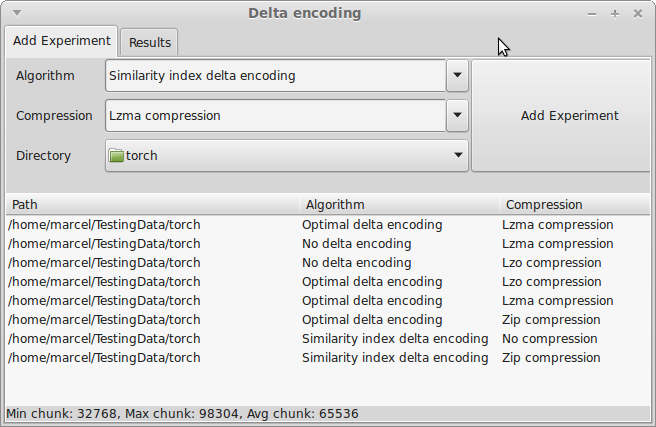 Delta encoding
Add Experiment Results
Algorithm Similarity index delta encoding
Compression Lzma compression
Add Experiment
Directory torch
Path Algorithm Compression
/home/marcel/TestingData/torch Optimal delta encoding Lzma compression
/home/marcel/TestingData/torch No delta encoding Lzma compression
/home/marcel/TestingData/torch No delta encoding Lzo compression
/home/marcel/TestingData/torch Optimal delta encoding Lzo compression
/home/marcel/TestingData/torch Optimal delta encoding Lzma compression
/home/marcel/TestingData/torch Optimal delta encoding Zip compression
/home/marcel/TestingData/torch Similarity index delta encoding No compression
/home/marcel/TestingData/torch Similarity index delta encoding Zip compression
Min chunk: 32768, Max chunk: 98304, Avg chunk: 65536